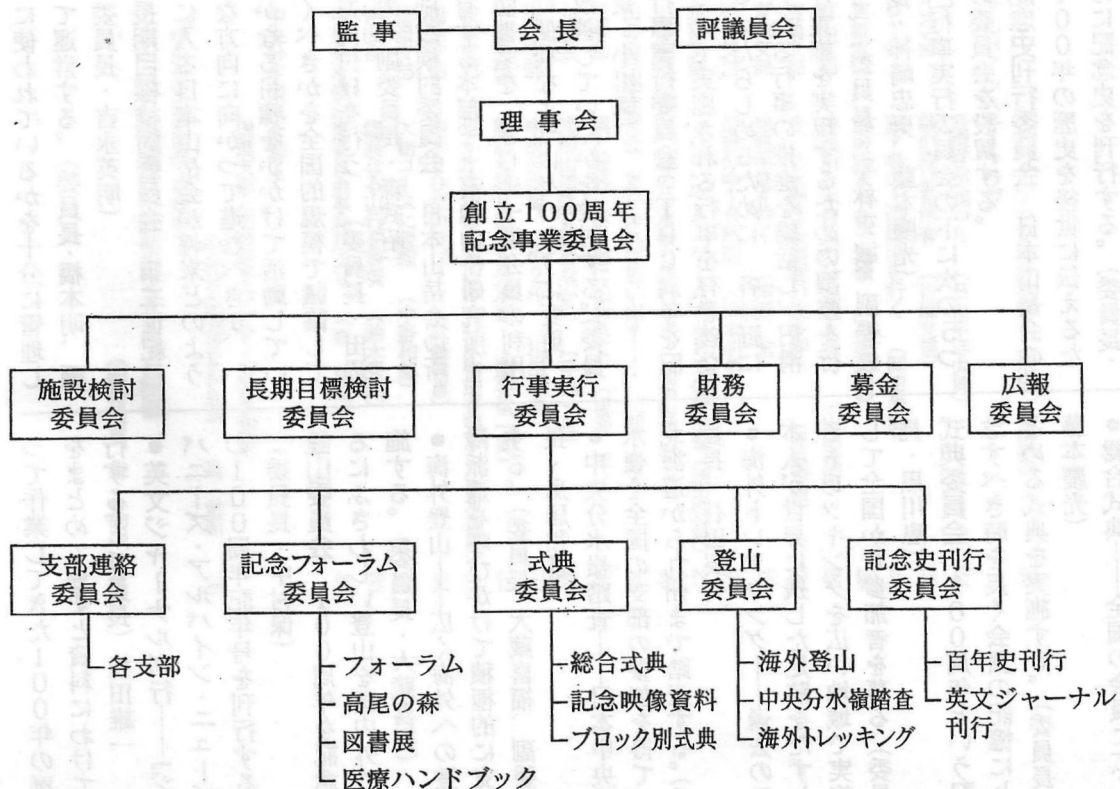 監事
会長
評議員会
理事会
創立100周年
記念事業委員会
施設検討
委員会
長期目標検討
委員会
行事実行
委員会
財務
委員会
募金
委員会
広報
委員会
支部連絡
委員会
記念フォーラム
委員会
式典
委員会
登山
委員会
記念史刊行
委員会
各支部
フォーラム
高尾の森
図書展
医療ハンドブック
総合式典
記念映像資料
ブロック別式典
海外登山
中央分水嶺踏査
海外トレッキング
百年史刊行
英文ジャーナル
刊行